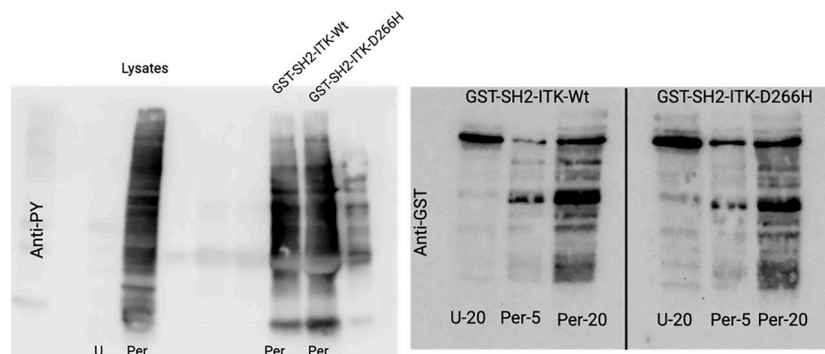 Lysates
GST-SH2-ITK-Wt
GST-SH2-ITK-D266H
Anti-PY
U Per Per Per
GST-SH2-ITK-Wt GST-SH2-ITK-D266H
Anti-GST
U-20 Per-5 Per-20 U-20 Per-5 Per-20